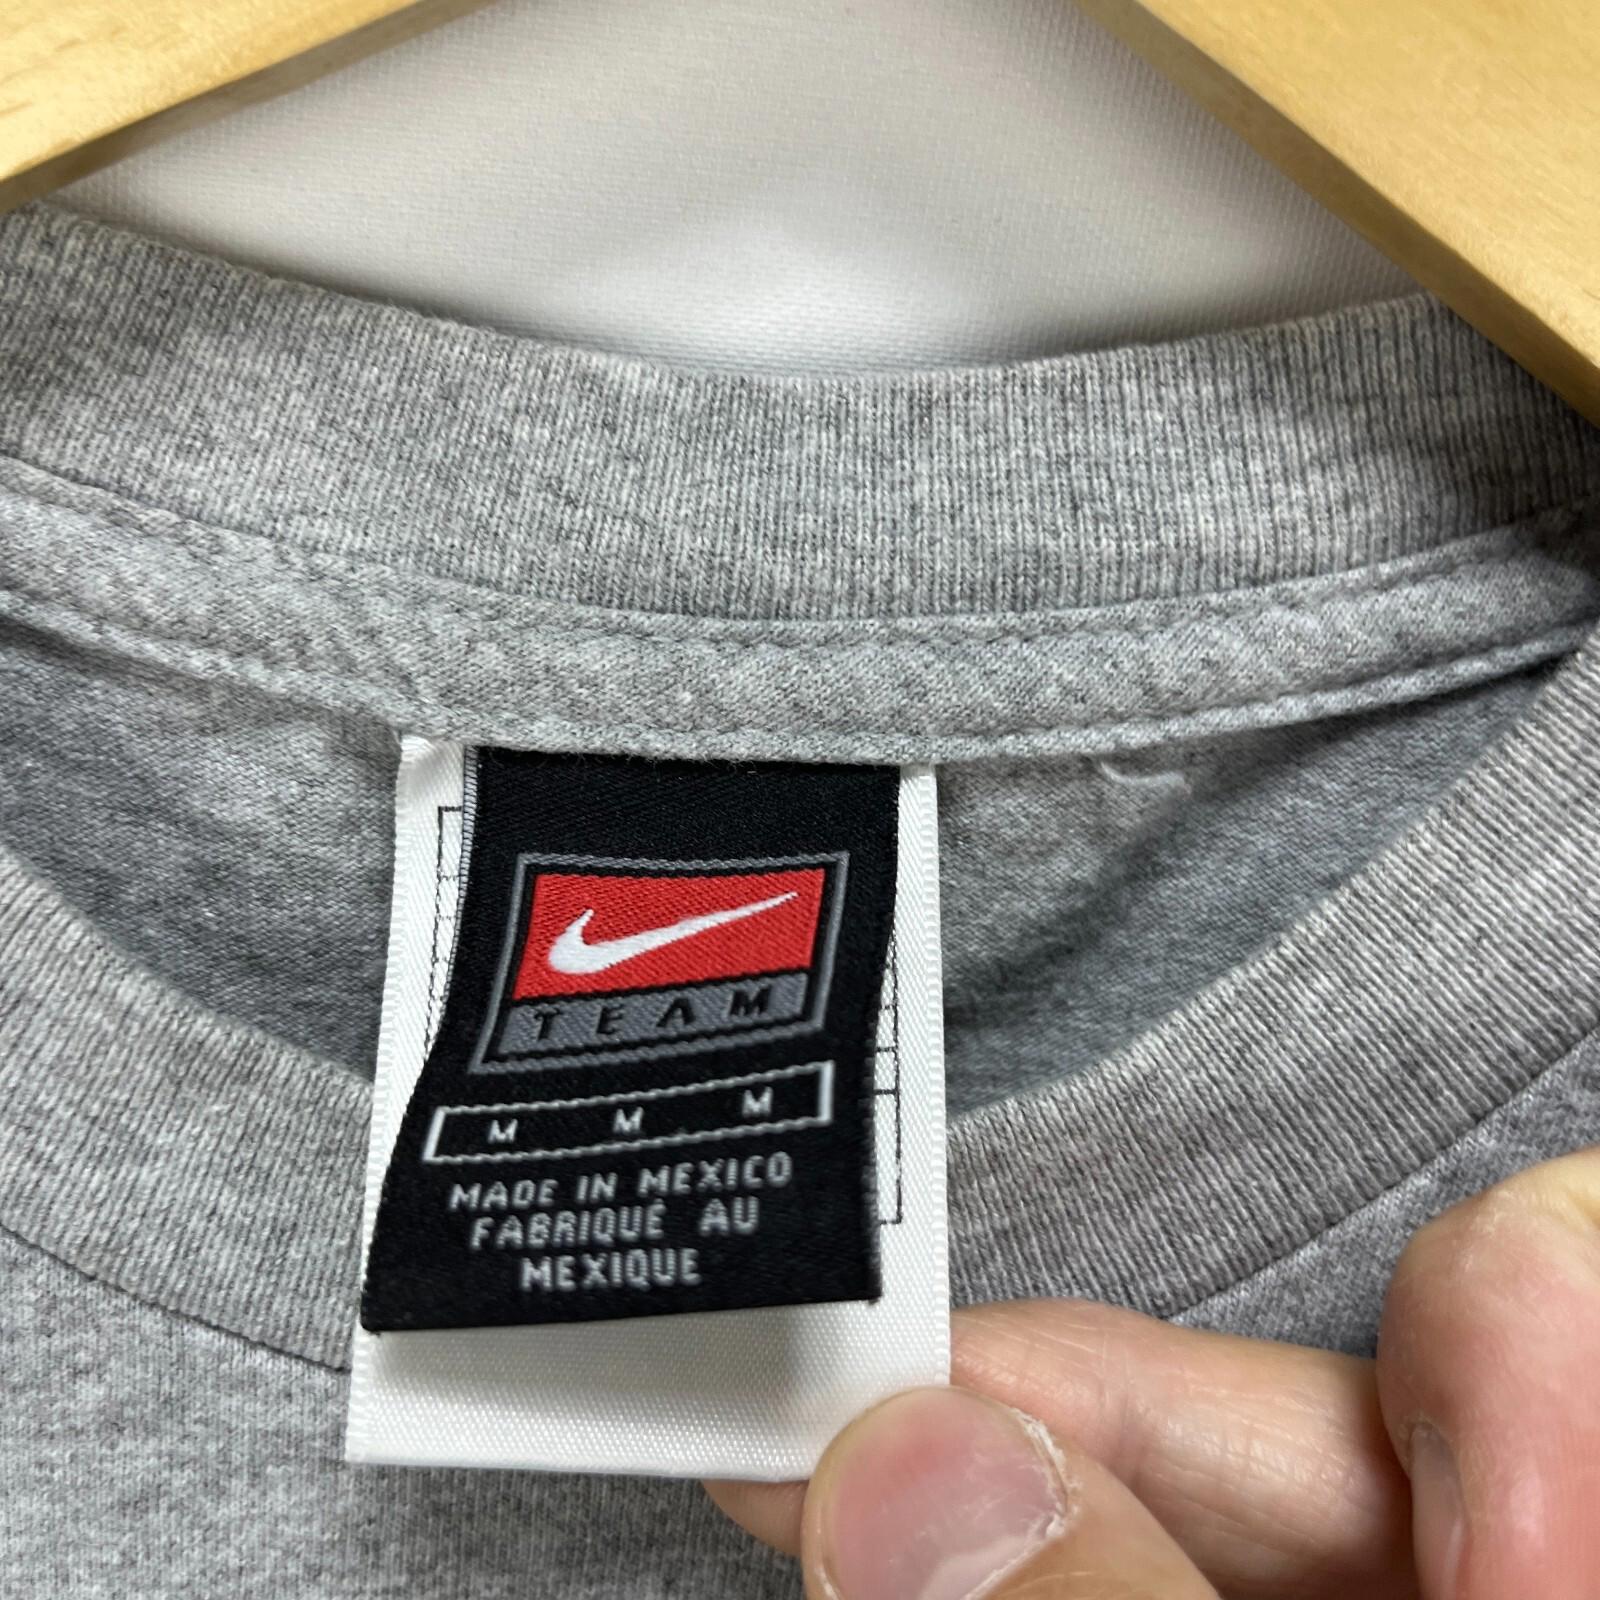 TEAM
M M M
MADE IN MEXICO
FABRIQUÉ AU
MEXIQUE